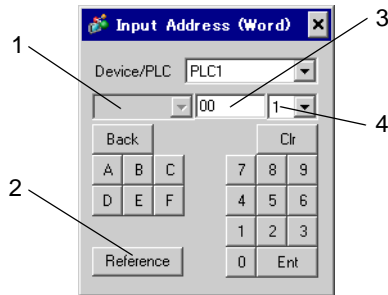 Input Address (Word)
1
3
Device/PLC PLC1
00 1
4
Back Clr
A B C 7 8 9
2
D E F 4 5 6
1 2 3
Reference 0 Ent